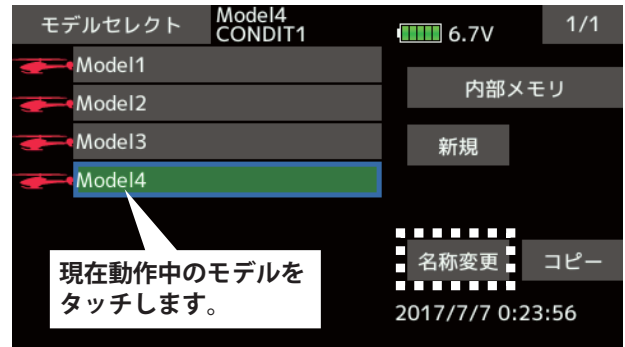 モデルセレクト
Model4
CONDIT1
6.7V
1/1
Model1
Model2
Model3
Model4
内部メモリ
新規
現在動作中のモデルを
タッチします。
名称変更
コピー
2017/7/7 0:23:56